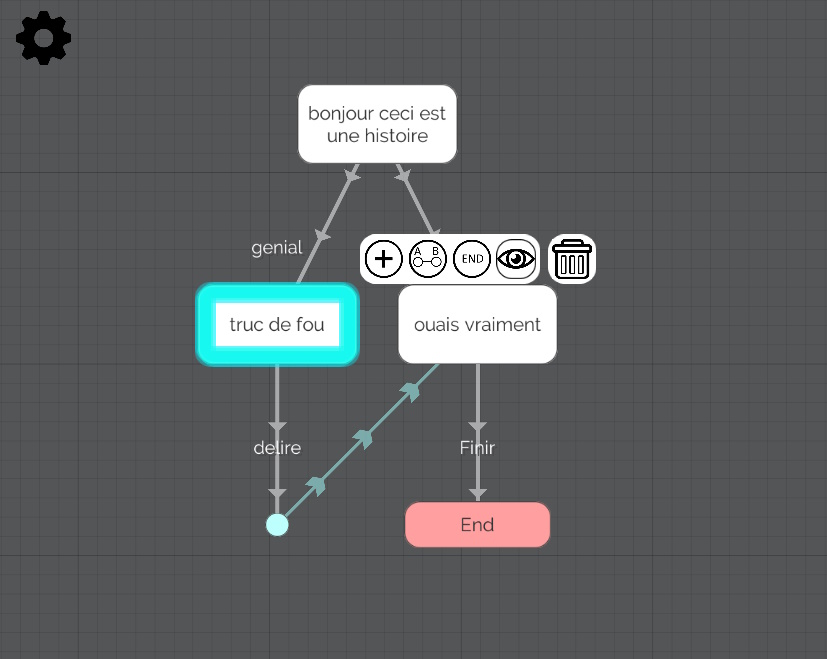 bonjour ceci est
une histoire
genial
A B
END
truc de fou
ouais vraiment
delire
Finir
End